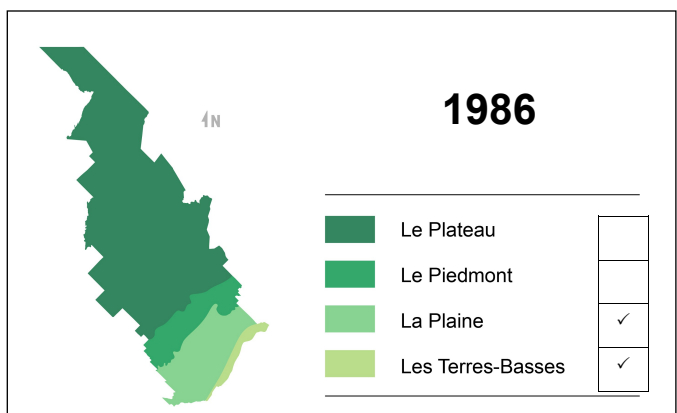 N
1986
Le Plateau
Le Piedmont
La Plaine ✓
Les Terres-Basses ✓